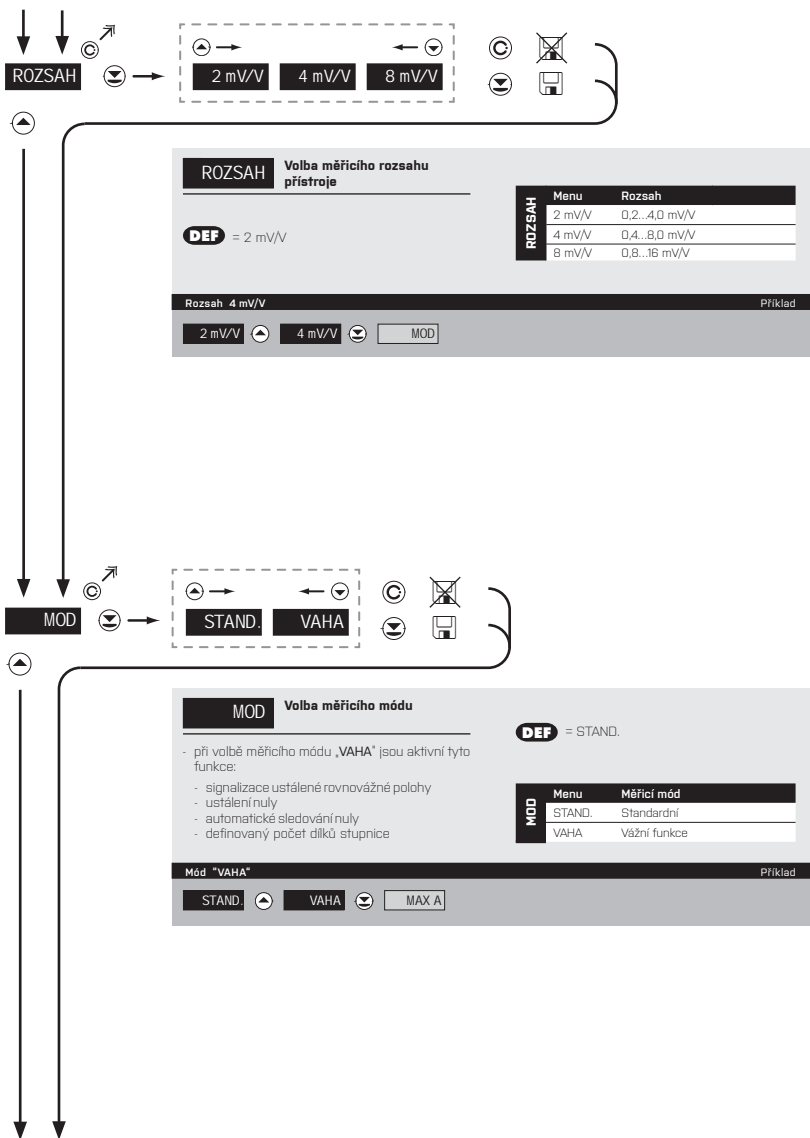 ROZSAH
2 mV/V 4 mV/V 8 mV/V
ROZSAH
Volba měřicího rozsahu
přístroje
DEF = 2 mV/V
ROZSAH
Menu Rozsah
2 mV/V 0,2...4,0 mV/V
4 mV/V 0,4...8,0 mV/V
8 mV/V 0,8...16 mV/V
Rozsah 4 mV/V Příklad
2 mV/V 4 mV/V MOD
MOD
STAND. VAHA
MOD
Volba měřicího módu
- při volbě měřicího módu „VAHA" jsou aktivní tyto
funkce:
- signalizace ustálené rovnovážné polohy
- ustálení nuly
- automatické sledování nuly
- definovaný počet dílků stupnice
DEF = STAND.
MOD
Menu Měřicí mód
STAND. Standardní
VAHA Vážní funkce
Mód "VAHA" Příklad
STAND. VAHA MAX A